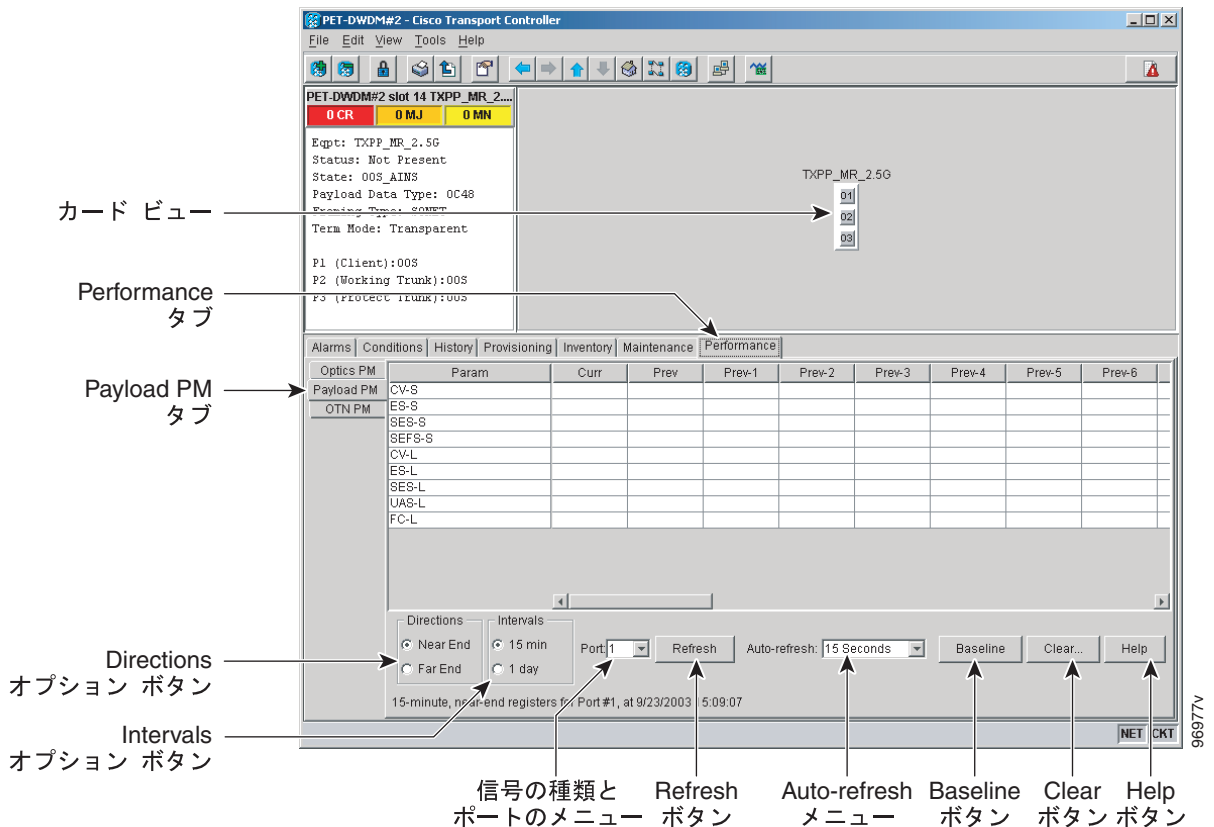 PET-DWDM#2 - Cisco Transport Controller
File Edit View Tools Help
PET-DWDM#2 slot 14 TXPP_MR_2....
0 CR 0 MJ 0 MN
Eqpt: TXPP_MR_2.5G
Status: Not Present
State: OOS_AINS
Payload Data Type: OC48
Framing Type: SONET
Term Mode: Transparent
P1 (Client):OOS
P2 (Working Trunk):OOS
P3 (Protect Trunk):OOS
TXPP_MR_2.5G
01
02
03
カード ビュー
Performance
タブ
Alarms Conditions History Provisioning Inventory Maintenance Performance
Payload PM
タブ
Optics PM
Payload PM
OTN PM
Param Curr Prev Prev-1 Prev-2 Prev-3 Prev-4 Prev-5 Prev-6
CV-S
ES-S
SES-S
SEFS-S
CV-L
ES-L
SES-L
UAS-L
FC-L
Directions Intervals
Near End 15 min Port: 1 Refresh Auto-refresh: 15 Seconds Baseline Clear... Help
Far End 1 day
15-minute, near-end registers for Port #1, at 9/23/2003 15:09:07
NET CKT
Directions
オプション ボタン
Intervals
オプション ボタン
信号の種類と
ポートのメニュー
Refresh
ボタン
Auto-refresh
メニュー
Baseline
ボタン
Clear
ボタン
Help
ボタン
96977v